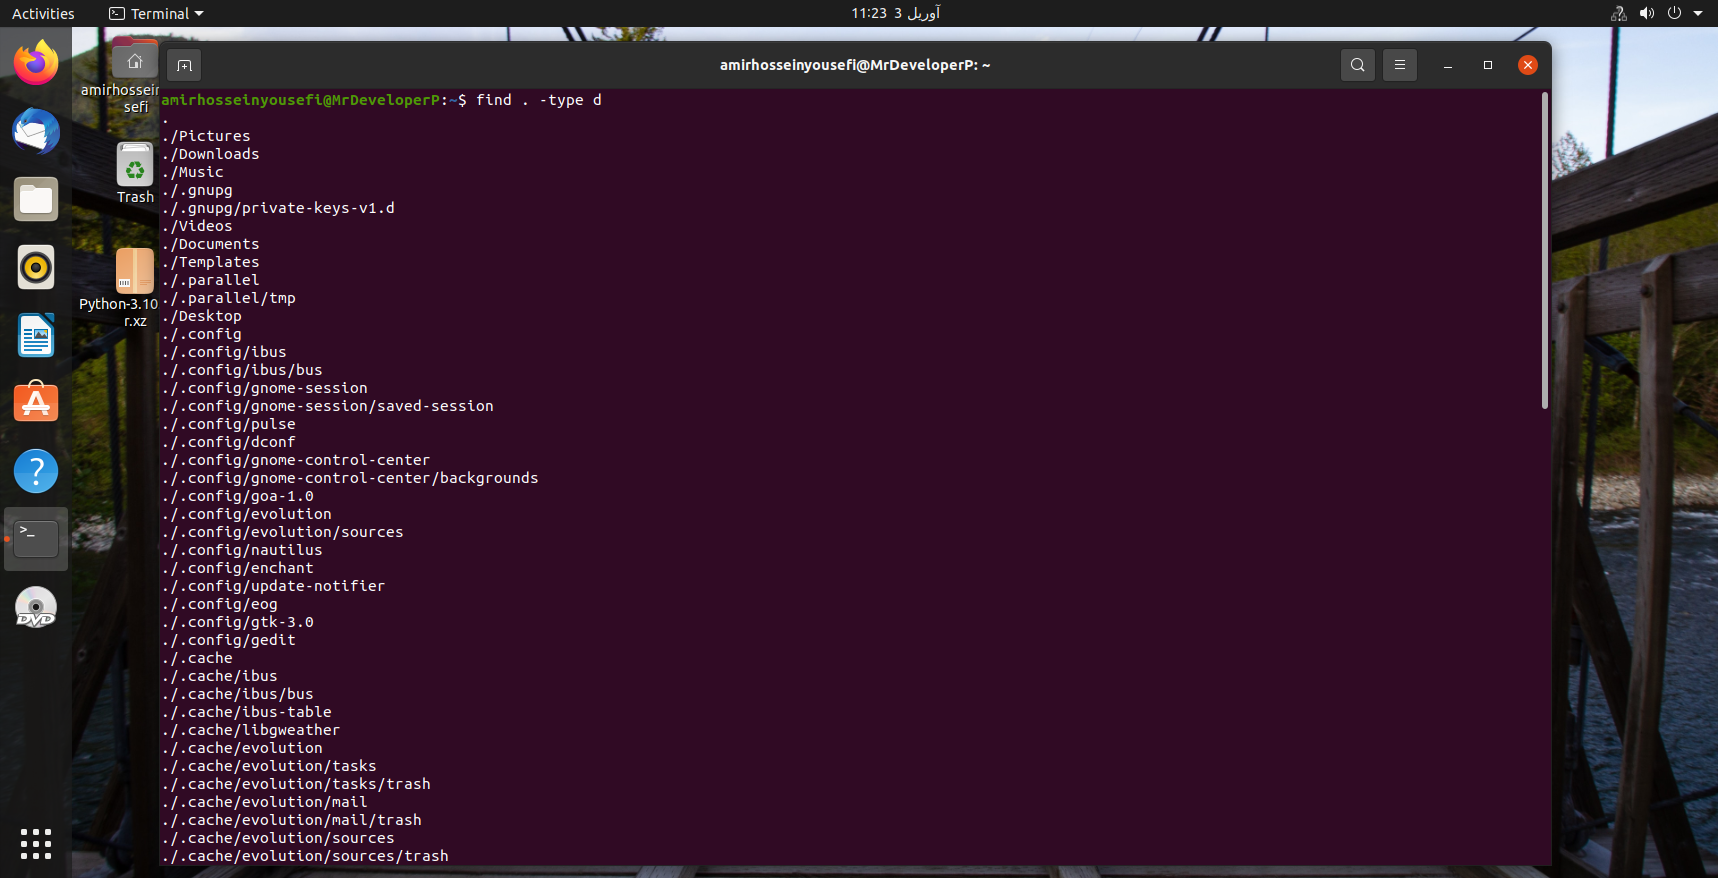 Activities
Terminal
11:23 3 آوریل
amirhossein
sefi
Trash
Python-3.10
r.xz
DVD
amirhosseinyousefi@MrDeveloperP: ~
amirhosseinyousefi@MrDeveloperP:~$ find . -type d
.
./Pictures
./Downloads
./Music
./.gnupg
./.gnupg/private-keys-v1.d
./Videos
./Documents
./Templates
./.parallel
./.parallel/tmp
./Desktop
./.config
./.config/ibus
./.config/ibus/bus
./.config/gnome-session
./.config/gnome-session/saved-session
./.config/pulse
./.config/dconf
./.config/gnome-control-center
./.config/gnome-control-center/backgrounds
./.config/goa-1.0
./.config/evolution
./.config/evolution/sources
./.config/nautilus
./.config/enchant
./.config/update-notifier
./.config/eog
./.config/gtk-3.0
./.config/gedit
./.cache
./.cache/ibus
./.cache/ibus/bus
./.cache/ibus-table
./.cache/libgweather
./.cache/evolution
./.cache/evolution/tasks
./.cache/evolution/tasks/trash
./.cache/evolution/mail
./.cache/evolution/mail/trash
./.cache/evolution/sources
./.cache/evolution/sources/trash